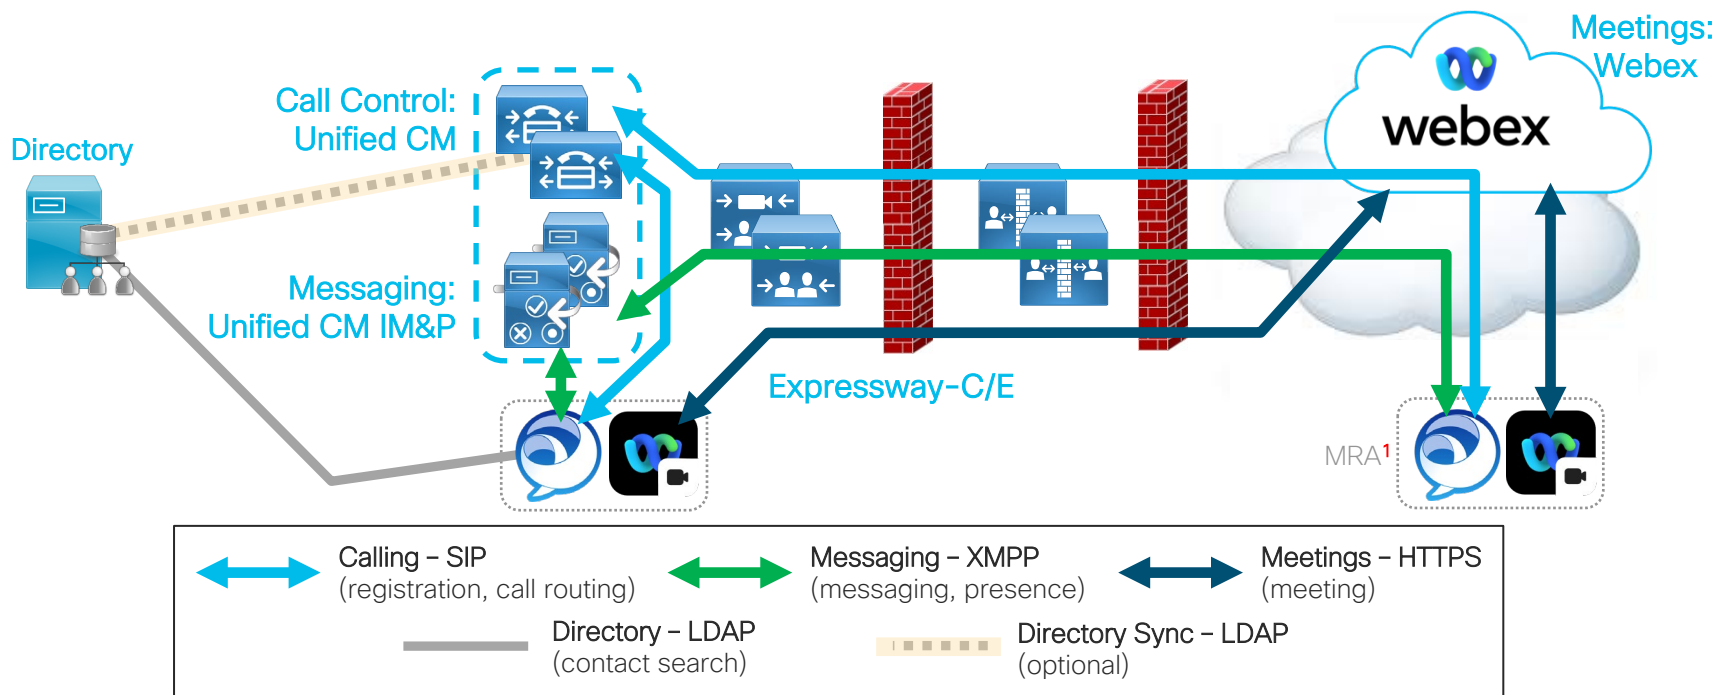 Meetings:
Webex
webex
Call Control:
Unified CM
Directory
Messaging:
Unified CM IM&P
Expressway-C/E
MRA¹
Calling – SIP
(registration, call routing)
Messaging – XMPP
(messaging, presence)
Meetings – HTTPS
(meeting)
Directory – LDAP
(contact search)
Directory Sync – LDAP
(optional)